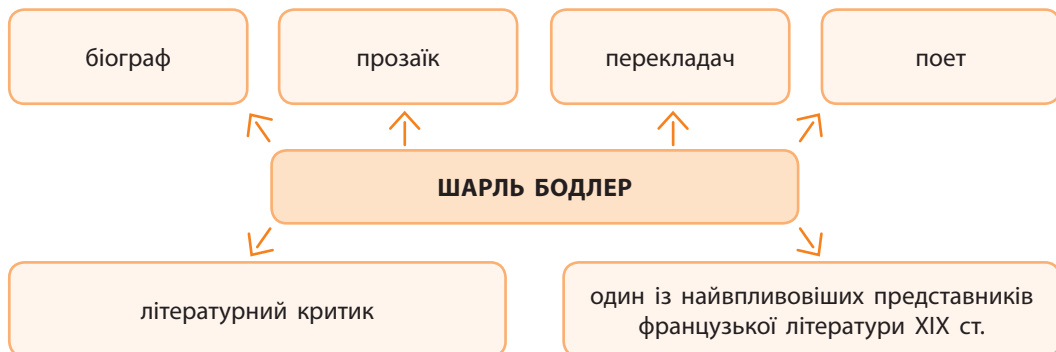 біограф
прозаїк
перекладач
поет
ШАРЛЬ БОДЛЕР
літературний критик
один із найвпливовіших представників
французької літератури XIX ст.